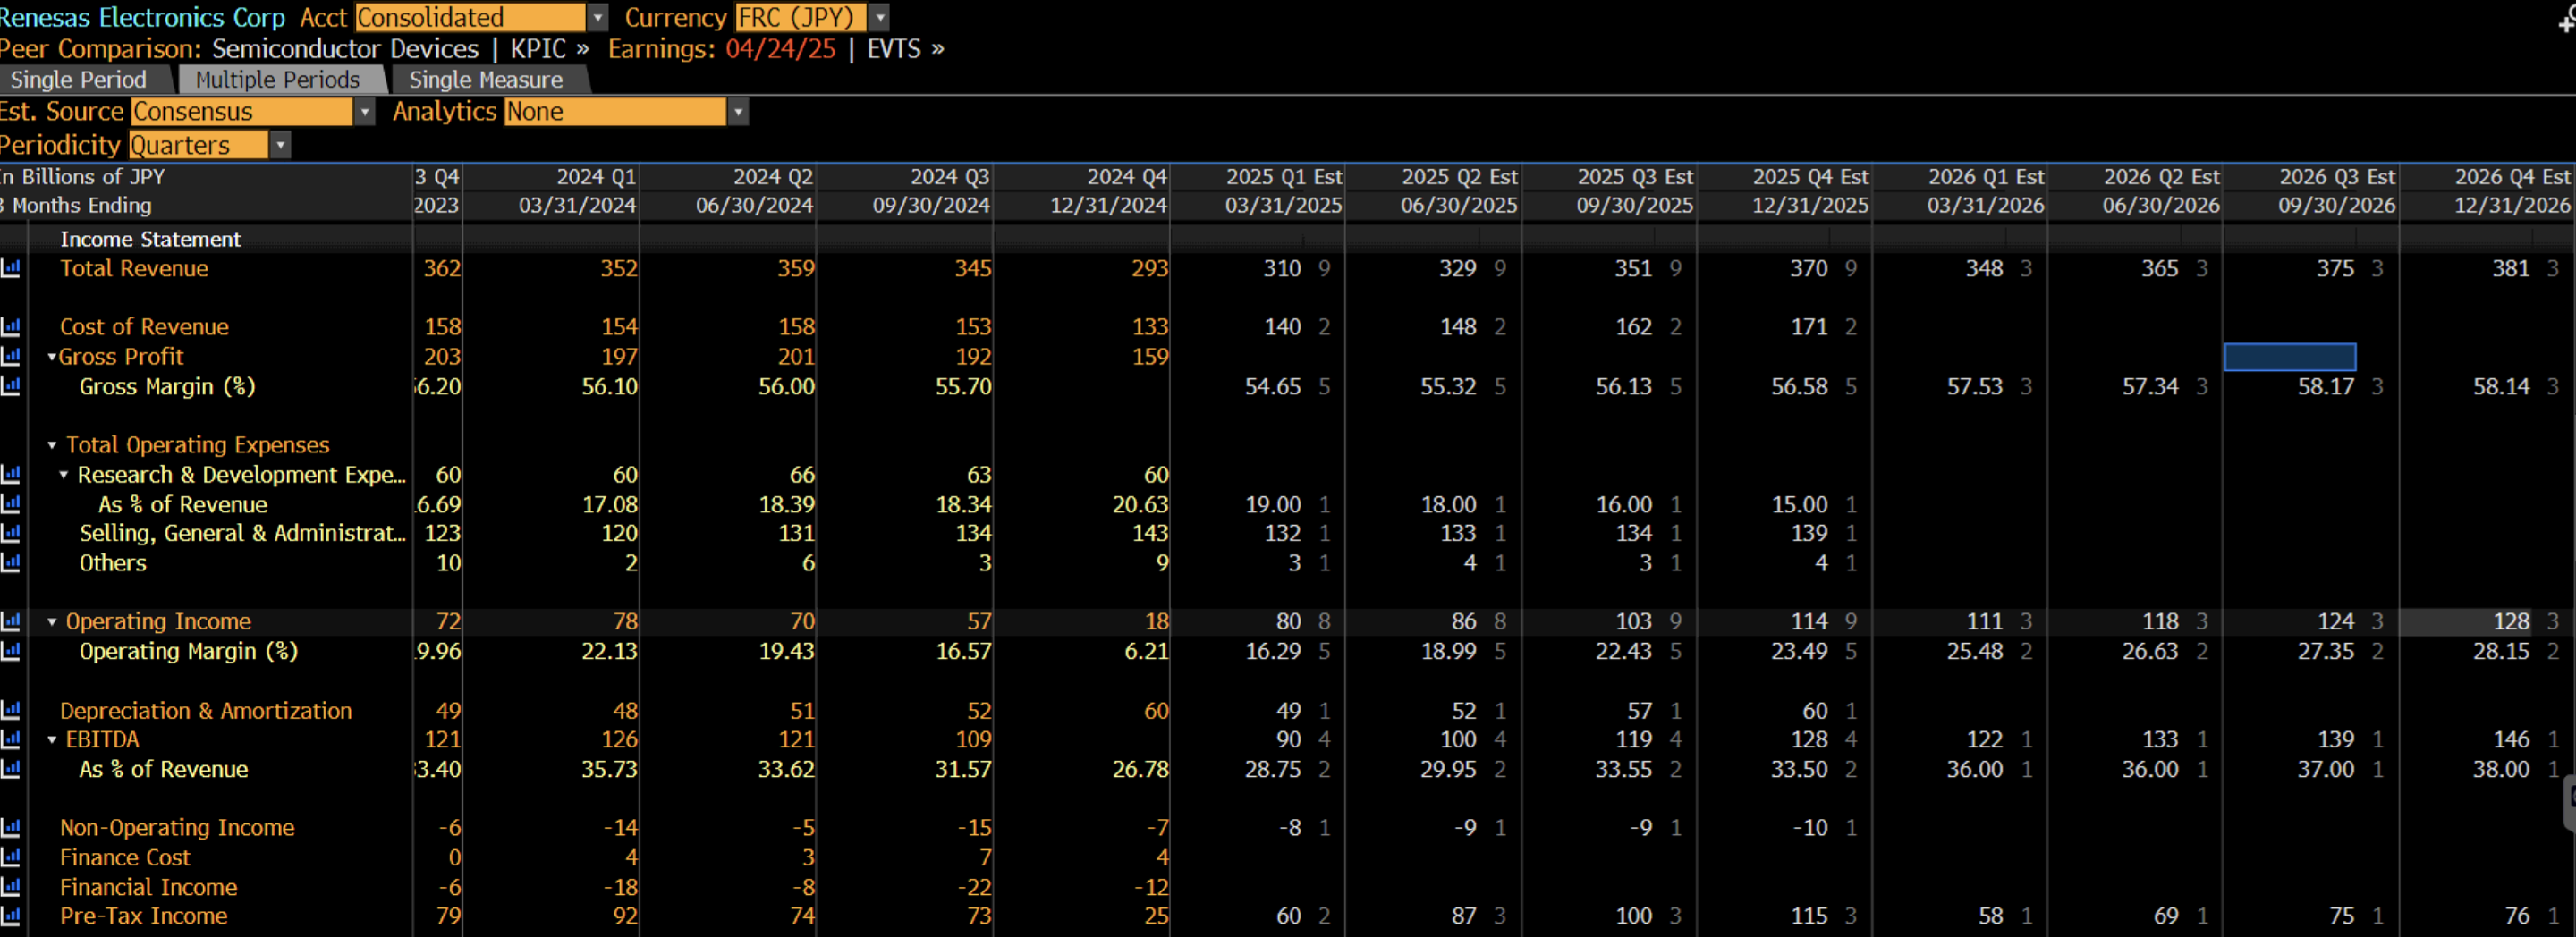 Renesas Electronics Corp Acct Consolidated Currency FRC (JPY)
Peer Comparison: Semiconductor Devices | KPIC » Earnings: 04/24/25 | EVTS »
Single Period Multiple Periods Single Measure
Est. Source Consensus Analytics None
Periodicity Quarters
In Billions of JPY 3 Q4 2024 Q1 2024 Q2 2024 Q3 2024 Q4 2025 Q1 Est 2025 Q2 Est 2025 Q3 Est 2025 Q4 Est 2026 Q1 Est 2026 Q2 Est 2026 Q3 Est 2026 Q4 Est
3 Months Ending 2023 03/31/2024 06/30/2024 09/30/2024 12/31/2024 03/31/2025 06/30/2025 09/30/2025 12/31/2025 03/31/2026 06/30/2026 09/30/2026 12/31/2026
Income Statement
Total Revenue 362 352 359 345 293 310 9 329 9 351 9 370 9 348 3 365 3 375 3 381 3
Cost of Revenue 158 154 158 153 133 140 2 148 2 162 2 171 2
Gross Profit 203 197 201 192 159
Gross Margin (%) 6.20 56.10 56.00 55.70 54.65 5 55.32 5 56.13 5 56.58 5 57.53 3 57.34 3 58.17 3 58.14 3
Total Operating Expenses
Research & Development Expe... 60 60 66 63 60
As % of Revenue .6.69 17.08 18.39 18.34 20.63 19.00 1 18.00 1 16.00 1 15.00 1
Selling, General & Administrat... 123 120 131 134 143 132 1 133 1 134 1 139 1
Others 10 2 6 3 9 3 1 4 1 3 1 4 1
Operating Income 72 78 70 57 18 80 8 86 8 103 9 114 9 111 3 118 3 124 3 128 3
Operating Margin (%) 9.96 22.13 19.43 16.57 6.21 16.29 5 18.99 5 22.43 5 23.49 5 25.48 2 26.63 2 27.35 2 28.15 2
Depreciation & Amortization 49 48 51 52 60 49 1 52 1 57 1 60 1
EBITDA 121 126 121 109 90 4 100 4 119 4 128 4 122 1 133 1 139 1 146 1
As % of Revenue 3.40 35.73 33.62 31.57 26.78 28.75 2 29.95 2 33.55 2 33.50 2 36.00 1 36.00 1 37.00 1 38.00 1
Non-Operating Income -6 -14 -5 -15 -7 -8 1 -9 1 -9 1 -10 1
Finance Cost 0 4 3 7 4
Financial Income -6 -18 -8 -22 -12
Pre-Tax Income 79 92 74 73 25 60 2 87 3 100 3 115 3 58 1 69 1 75 1 76 1